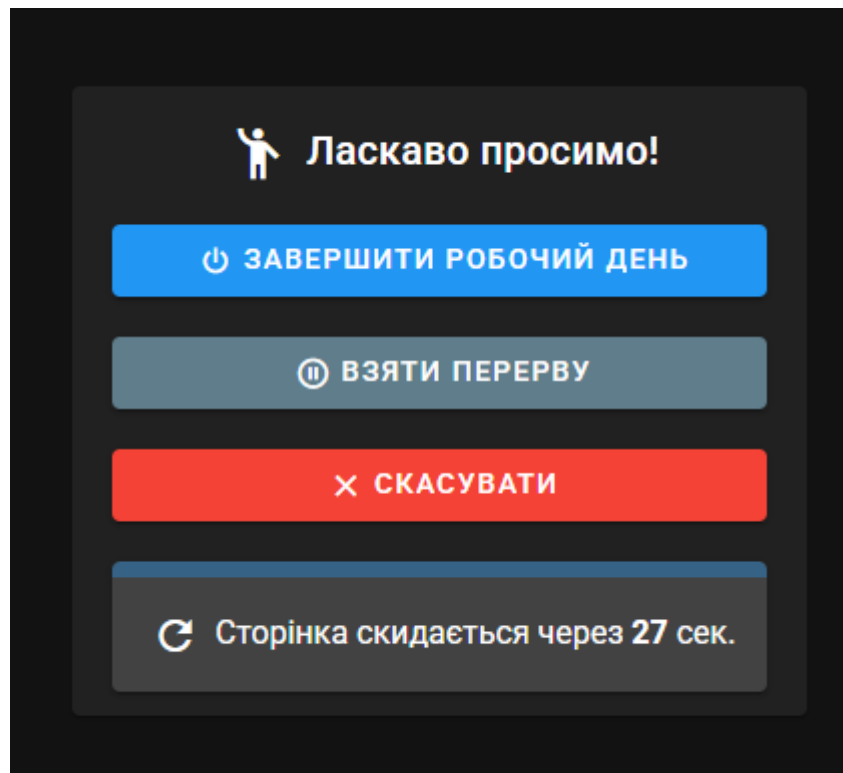 Ласкаво просимо!
ЗАВЕРШИТИ РОБОЧИЙ ДЕНЬ
ВЗЯТИ ПЕРЕРВУ
СКАСУВАТИ
Сторінка скидається через 27 сек.